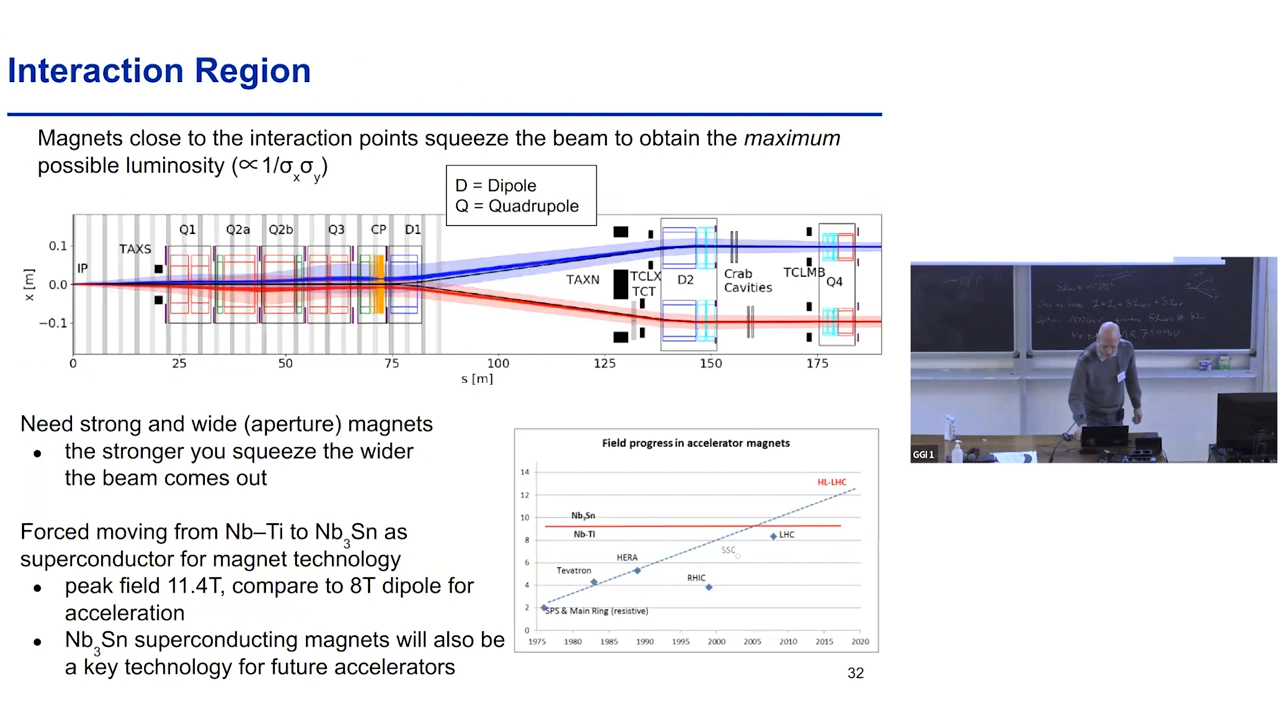 Interaction Region
Magnets close to the interaction points squeeze the beam to obtain the maximum
possible luminosity (∝1/σxσy)
D = Dipole
Q = Quadrupole
x [m]
0.1
0.0
−0.1
IP
TAXS
Q1
Q2a
Q2b
Q3
CP
D1
TAXN
TCLX
TCT
D2
Crab
Cavities
TCLMB
Q4
0 25 50 75 100 125 150 175
s [m]
Need strong and wide (aperture) magnets
● the stronger you squeeze the wider
the beam comes out
Forced moving from Nb–Ti to Nb3Sn as
superconductor for magnet technology
● peak field 11.4T, compare to 8T dipole for
acceleration
● Nb3Sn superconducting magnets will also be
a key technology for future accelerators
Field progress in accelerator magnets
14
12
10
8
6
4
2
0
HL-LHC
Nb3Sn
Nb-Ti
LHC
SSC
HERA
Tevatron
RHIC
SPS & Main Ring (resistive)
1975 1980 1985 1990 1995 2000 2005 2010 2015 2020
32
GGI 1